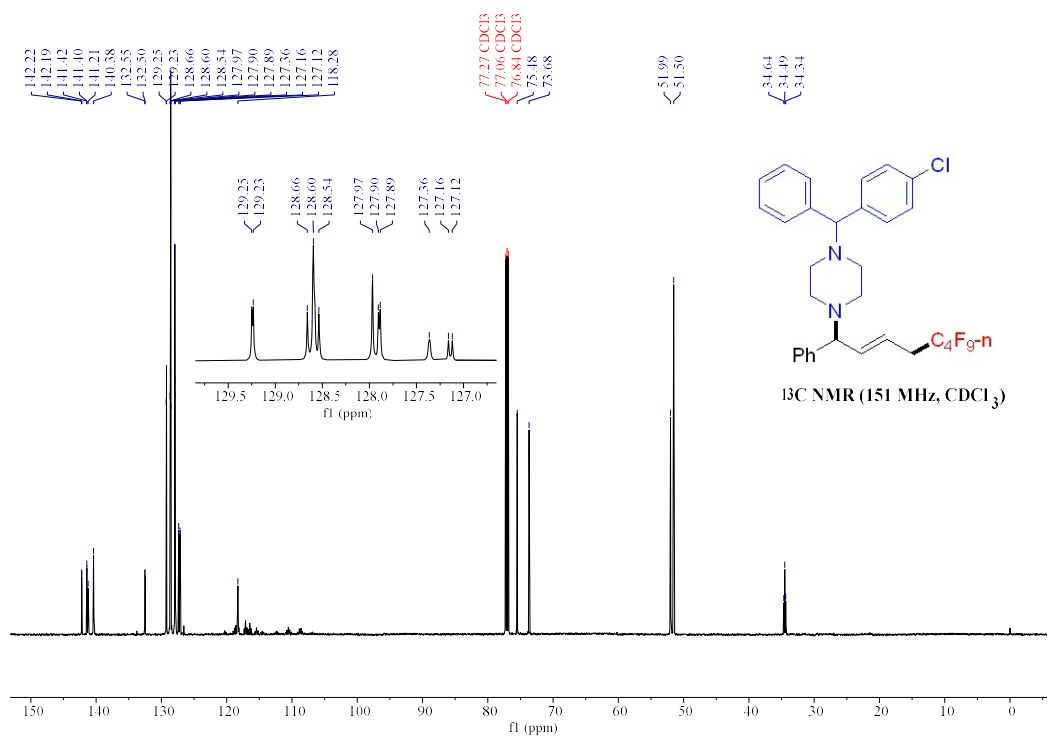 142.22
142.19
141.42
141.40
141.21
140.38
132.55
132.50
129.25
129.23
128.66
128.60
128.54
127.97
127.90
127.89
127.36
127.16
127.12
118.28
77.27 CDCl3
77.06 CDCl3
76.84 CDCl3
75.48
73.68
51.99
51.50
34.64
34.49
34.34
129.25
129.23
128.66
128.60
128.54
127.97
127.90
127.89
127.36
127.16
127.12
129.5 129.0 128.5 128.0 127.5 127.0
f1 (ppm)
Cl
N
N
Ph
C4F9-n
13C NMR (151 MHz, CDCl3)
150 140 130 120 110 100 90 80 70 60 50 40 30 20 10 0
f1 (ppm)